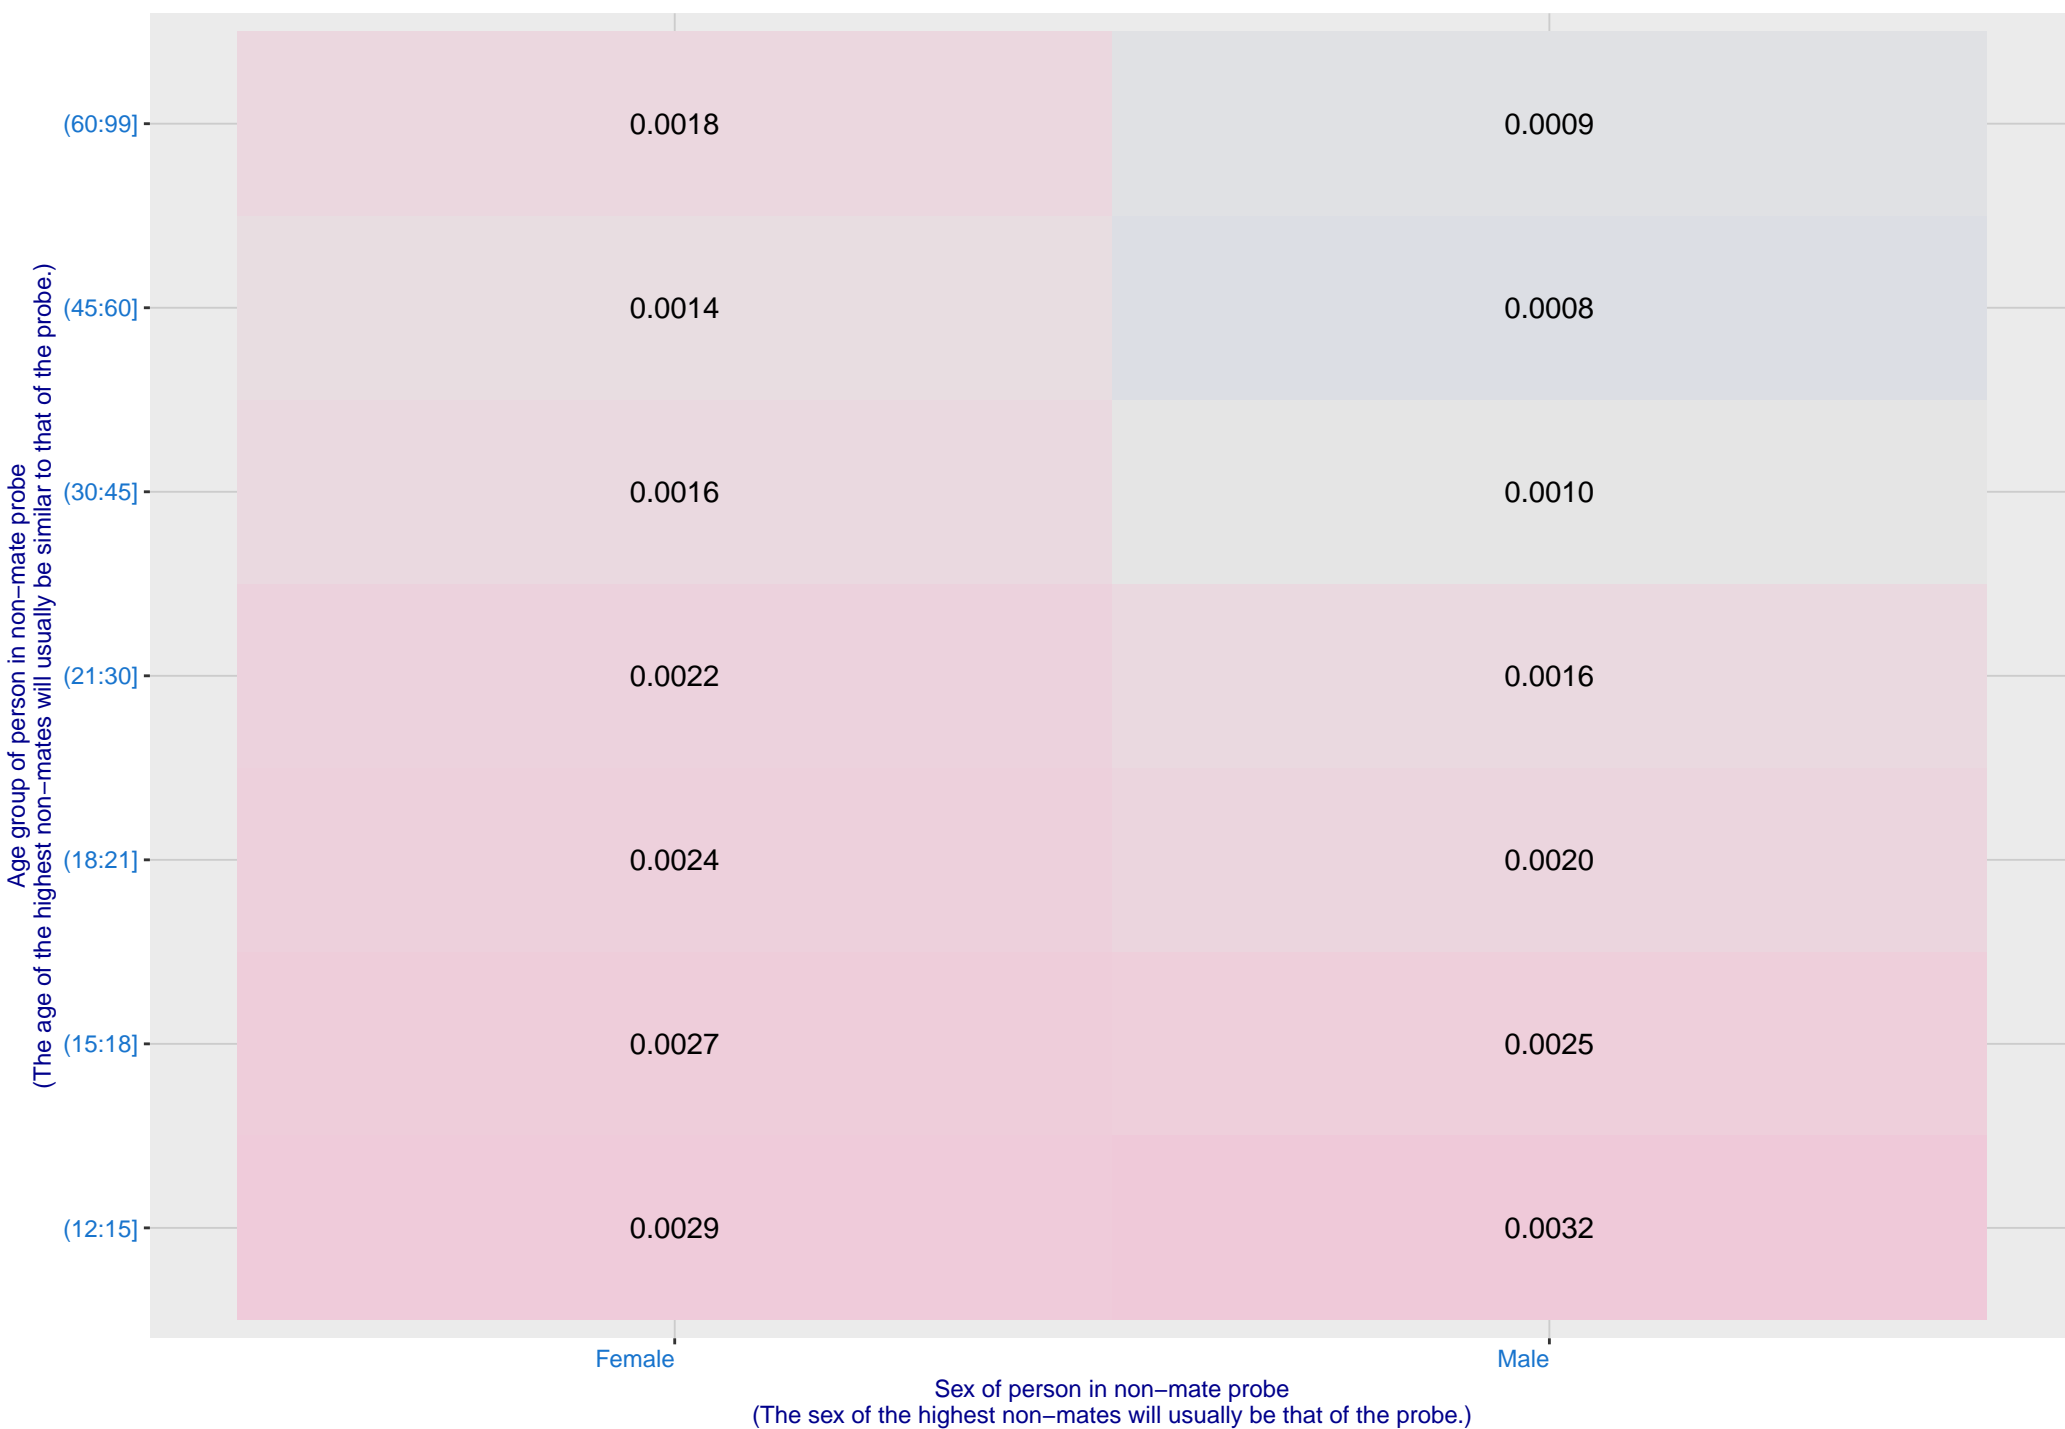 Age group of person in non−mate probe
(The age of the highest non−mates will usually be similar to that of the probe.)
(60:99] 0.0018 0.0009
(45:60] 0.0014 0.0008
(30:45] 0.0016 0.0010
(21:30] 0.0022 0.0016
(18:21] 0.0024 0.0020
(15:18] 0.0027 0.0025
(12:15] 0.0029 0.0032
Female Male
Sex of person in non−mate probe
(The sex of the highest non−mates will usually be that of the probe.)